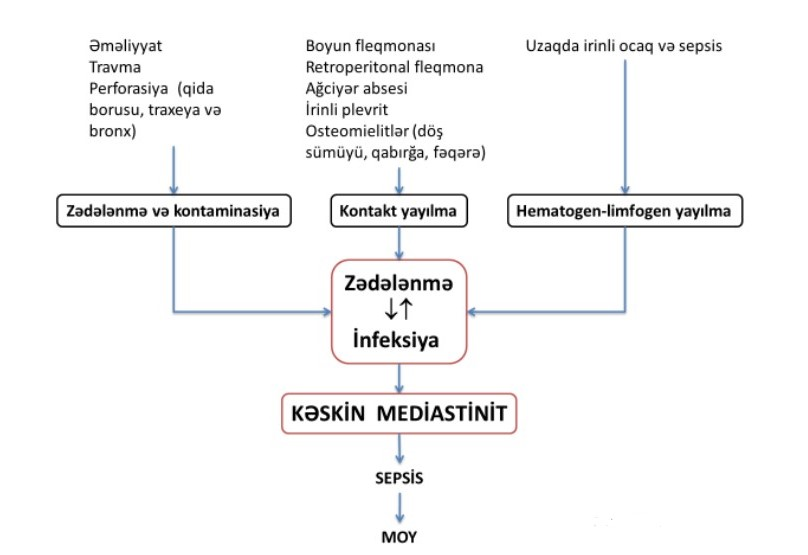 Əməliyyat
Travma
Perforasiya (qida
borusu, traxeya və
bronx)
Boyun fleqmonası
Retroperitonal fleqmona
Ağciyər absesi
İrinli plevrit
Osteomielitlər (döş
sümüyü, qabırğa, fəqərə)
Uzaqda irinli ocaq və sepsis
Zədələnmə və kontaminasiya
Kontakt yayılma
Hematogen-limfogen yayılma
Zədələnmə
↓↑
İnfeksiya
KƏSKİN MEDİASTİNİT
SEPSİS
MOY